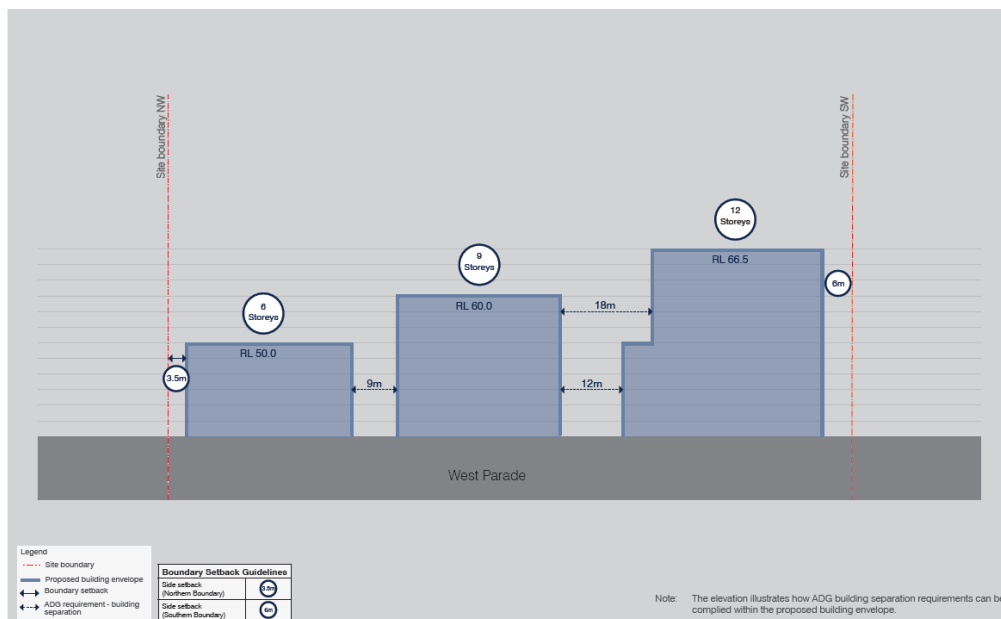 Site boundary NW
Site boundary SW
12
Storeys
9
Storeys
6
Storeys
RL 66.5
RL 60.0
RL 50.0
18m
6m
3.5m
9m
12m
West Parade
Legend
Site boundary
Proposed building envelope
Boundary setback
ADG requirement - building
separation
Boundary Setback Guidelines
Side setback
(Northern Boundary)
3.5m
Side setback
(Southern Boundary)
6m
Note: The elevation illustrates how ADG building separation requirements can be
complied within the proposed building envelope.